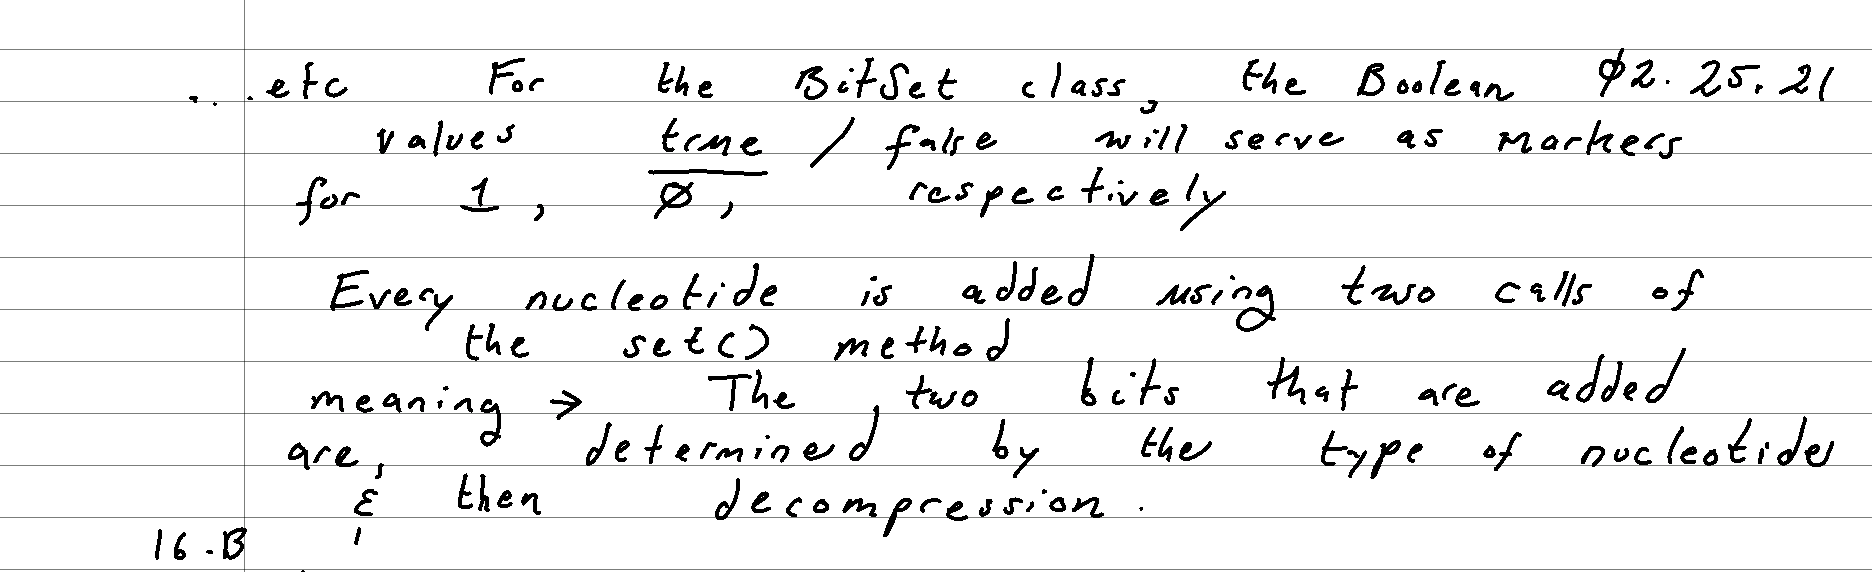 ...etc For the BitSet class, the Boolean 02.25.21
values true / false will serve as markers
for 1, 0, respectively
Every nucleotide is added using two calls of
the set() method
meaning → The two bits that are added
are, determined by the type of nucleotide
& then decompression.
16.B